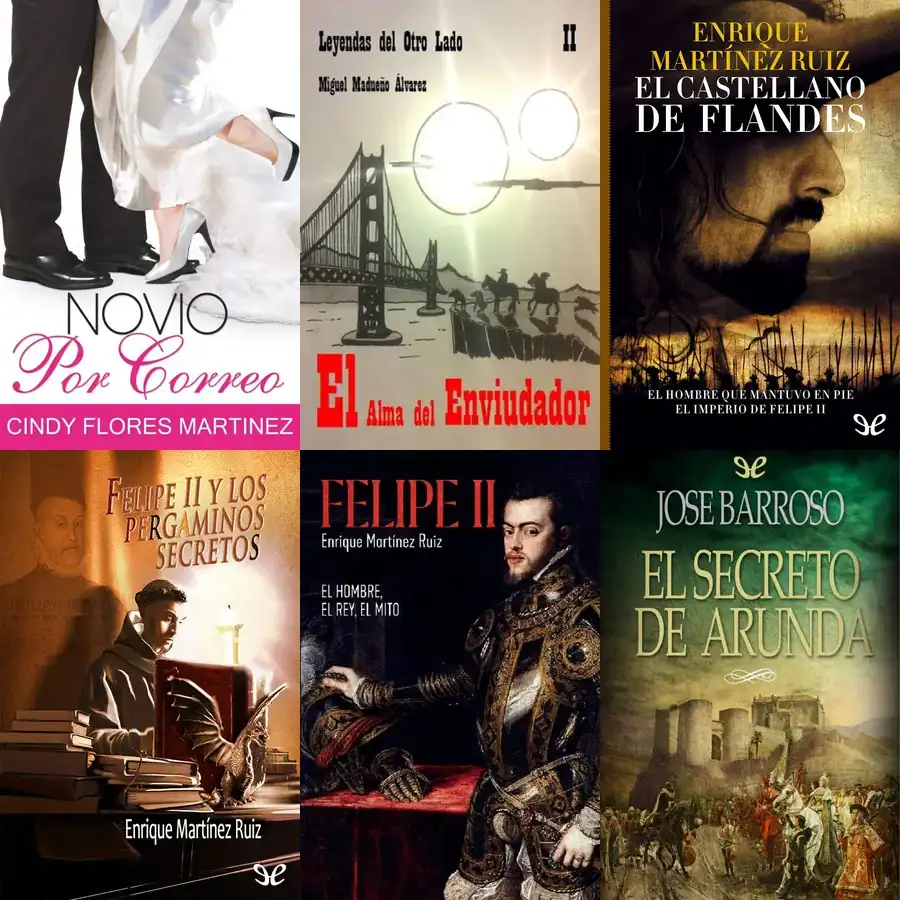 NOVIO
Por Correo
CINDY FLORES MARTINEZ
Leyendas del Otro Lado
II
Miguel Madueño Álvarez
El Alma del Enviudador
ENRIQUE
MARTÍNEZ RUIZ
EL CASTELLANO
DE FLANDES
EL HOMBRE QUE MANTUVO EN PIE
EL IMPERIO DE FELIPE II
FELIPE II Y LOS
PERGAMINOS
SECRETOS
Enrique Martínez Ruiz
FELIPE II
Enrique Martínez Ruiz
EL HOMBRE,
EL REY, EL MITO
JOSE BARROSO
EL SECRETO
DE ARUNDA